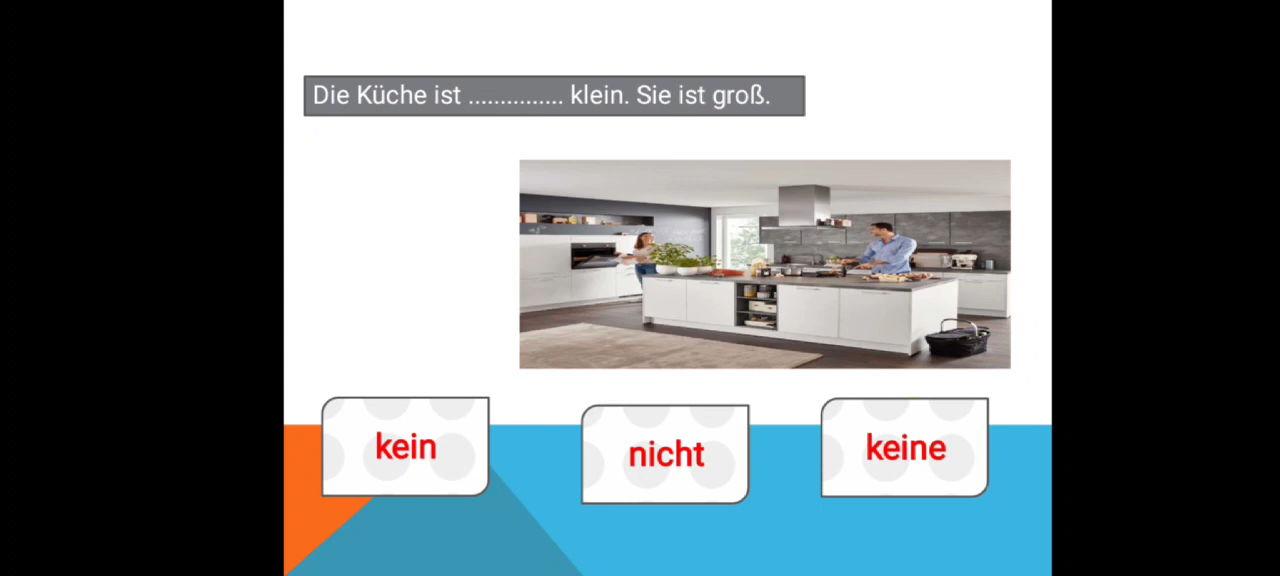 Die Küche ist ............... klein. Sie ist groß.
kein
nicht
keine